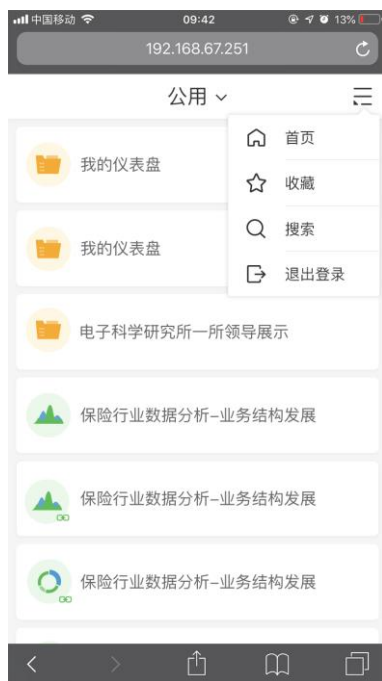 中国移动 09:42 13%
192.168.67.251
公用
首页
我的仪表盘
收藏
搜索
我的仪表盘
退出登录
电子科学研究所一所领导展示
保险行业数据分析–业务结构发展
保险行业数据分析–业务结构发展
保险行业数据分析–业务结构发展